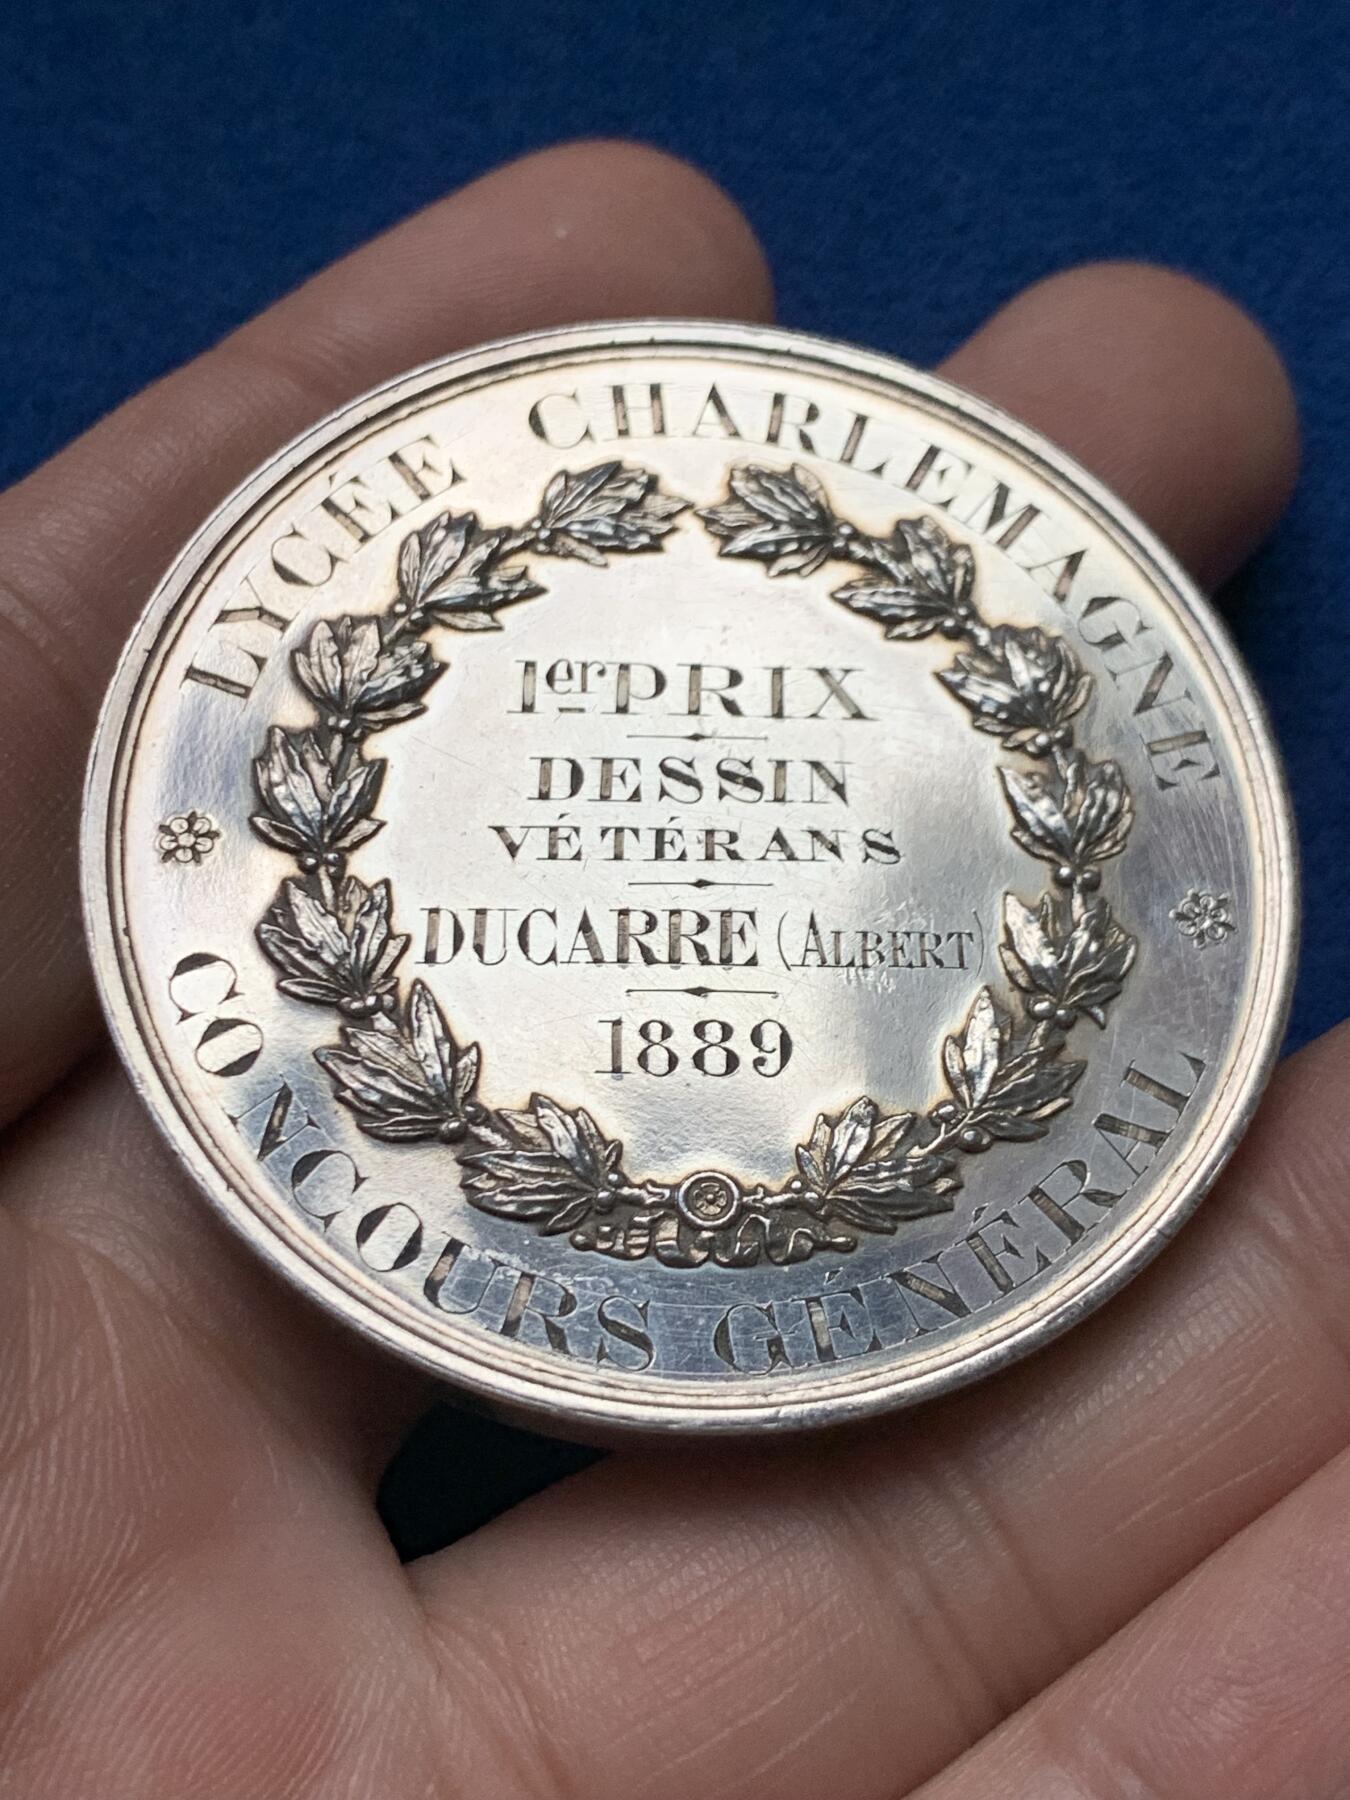 LYCÉE CHARLEMAGNE
1er PRIX
DESSIN
VÉTÉRANS
DUCARRE (ALBERT)
1889
CONCOURS GÉNÉRAL